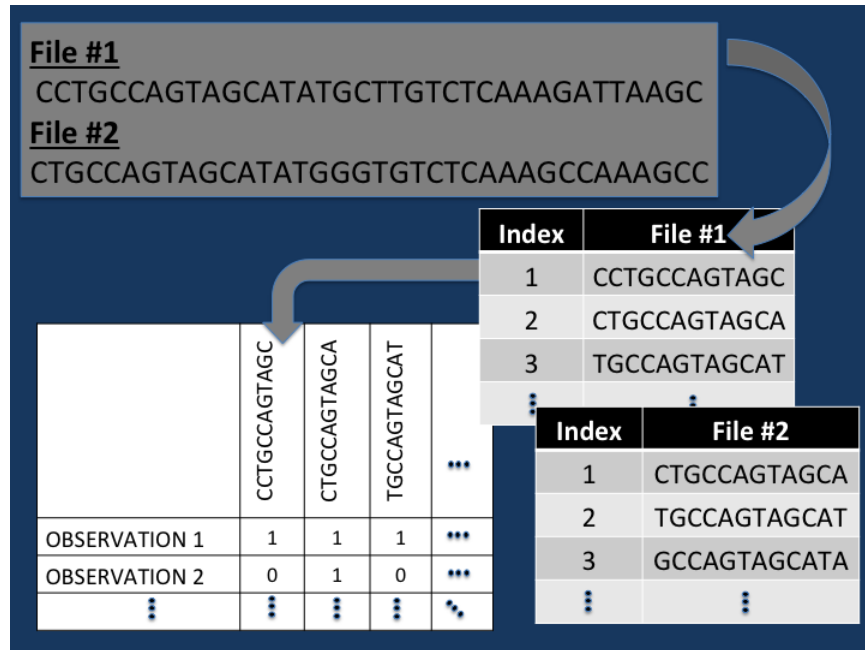 File #1
CCTGCCAGTAGCATATGCTTGTCTCAAAGATTAAGC
File #2
CTGCCAGTAGCATATGGGTGTCTCAAAGCCAAAGCC
Index File #1
1 CCTGCCAGTAGC
2 CTGCCAGTAGCA
3 TGCCAGTAGCAT
Index File #2
1 CTGCCAGTAGCA
2 TGCCAGTAGCAT
3 GCCAGTAGCATA
CCTGCCAGTAGC CTGCCAGTAGCA TGCCAGTAGCAT ...
OBSERVATION 1 1 1 1 ...
OBSERVATION 2 0 1 0 ...